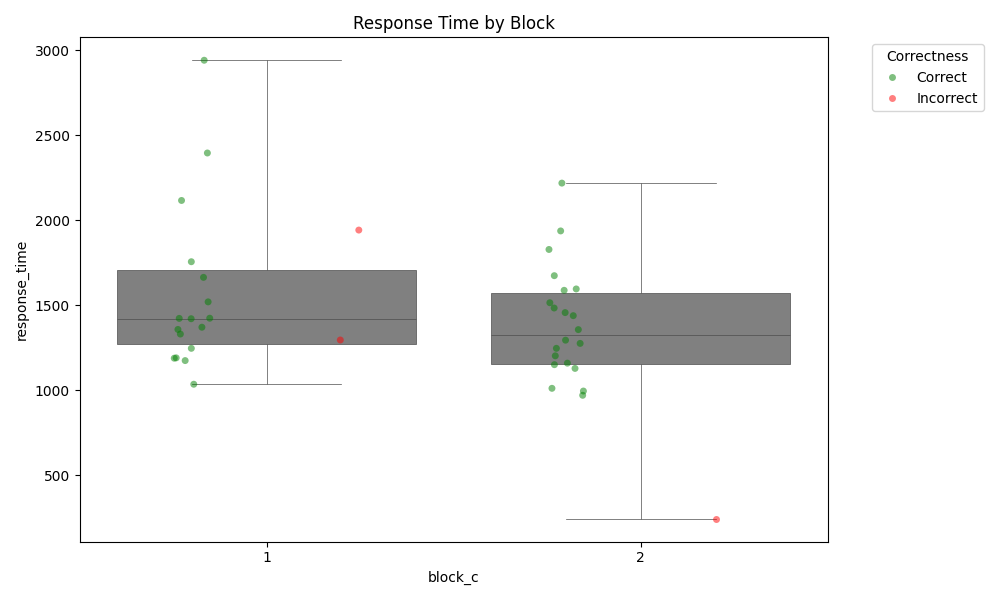 Response Time by Block
Correctness
Correct
Incorrect
3000
2500
2000
1500
1000
500
response_time
1
2
block_c